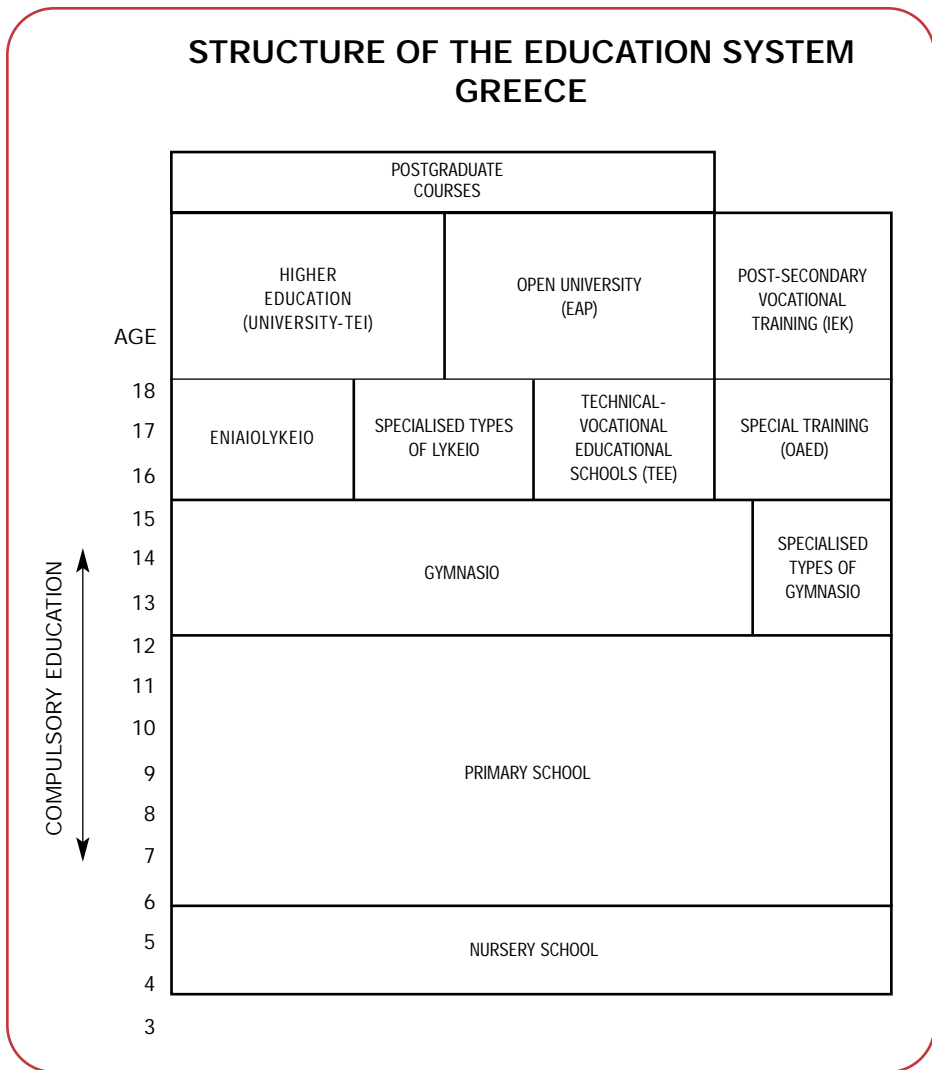 STRUCTURE OF THE EDUCATION SYSTEM
GREECE
POSTGRADUATE
COURSES
HIGHER
EDUCATION
(UNIVERSITY-TEI)
OPEN UNIVERSITY
(EAP)
POST-SECONDARY
VOCATIONAL
TRAINING (IEK)
AGE
18
17
16
ENIAIOLYKEIO
SPECIALISED TYPES
OF LYKEIO
TECHNICAL-
VOCATIONAL
EDUCATIONAL
SCHOOLS (TEE)
SPECIAL TRAINING
(OAED)
15
14
13
GYMNASIO
SPECIALISED
TYPES OF
GYMNASIO
COMPULSORY EDUCATION
12
11
10
9
8
7
6
PRIMARY SCHOOL
5
4
3
NURSERY SCHOOL